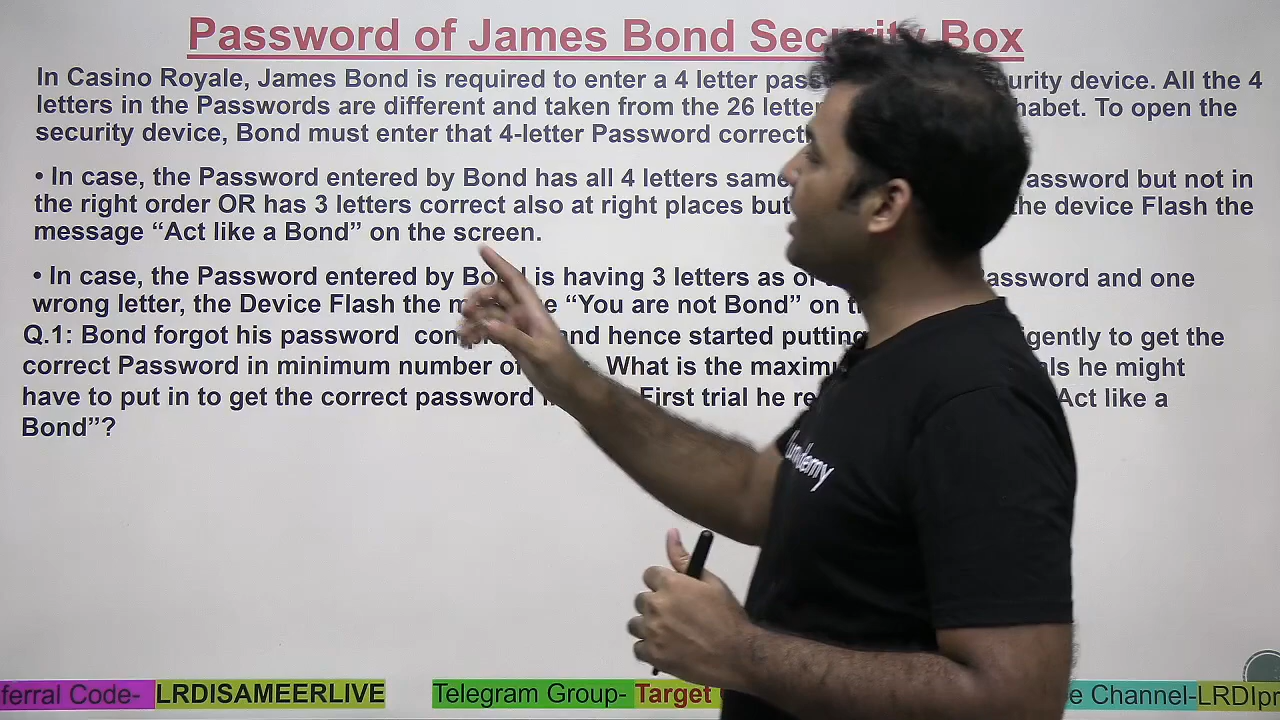 Password of James Bond Security Box
In Casino Royale, James Bond is required to enter a 4 letter pass urity device. All the 4
letters in the Passwords are different and taken from the 26 letter habet. To open the
security device, Bond must enter that 4-letter Password correct
• In case, the Password entered by Bond has all 4 letters same assword but not in
the right order OR has 3 letters correct also at right places but the device Flash the
message “Act like a Bond” on the screen.
• In case, the Password entered by Bond is having 3 letters as assword and one
wrong letter, the Device Flash the “You are not Bond” on
Q.1: Bond forgot his password and hence started putting gently to get the
correct Password in minimum number of What is the maxim ls he might
have to put in to get the correct password First trial he re Act like a
Bond”?
unacademy
ferral Code- LRDISAMEERLIVE Telegram Group- Target e Channel-LRDIpr